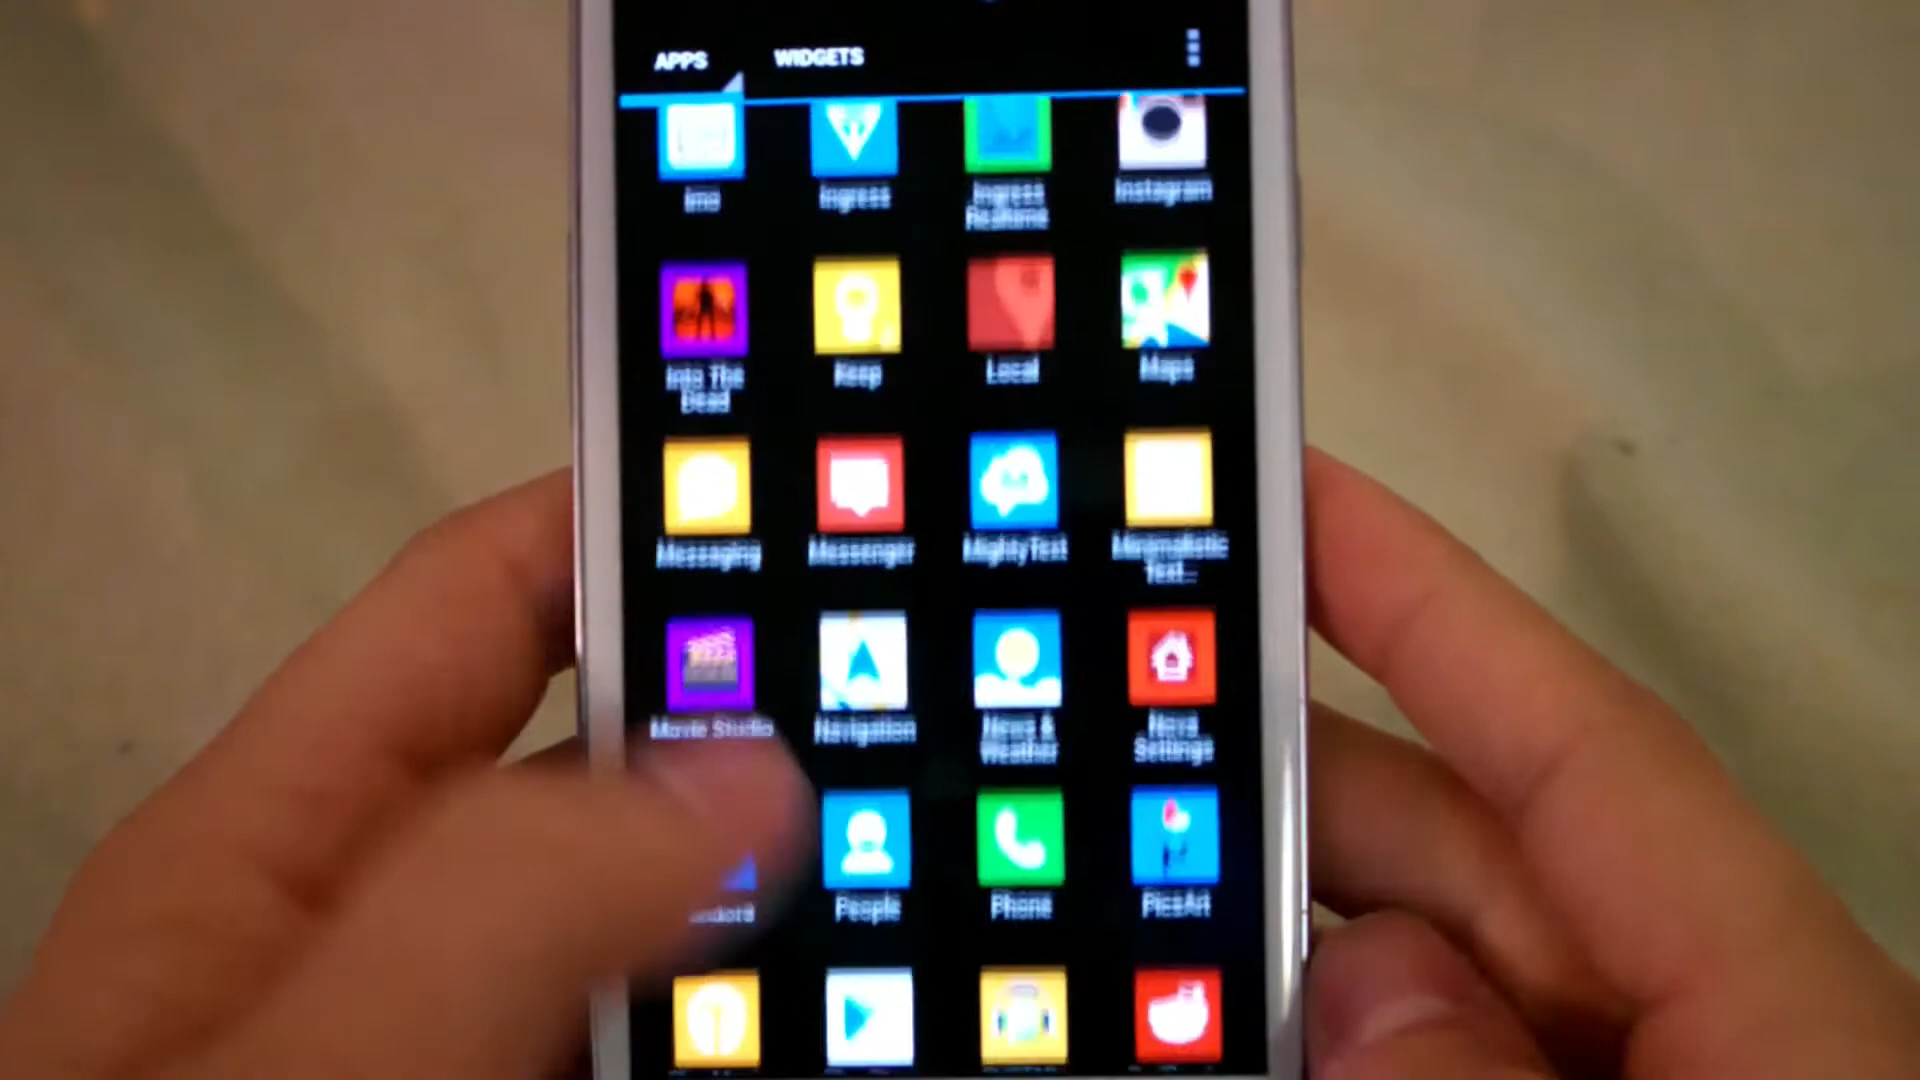 APPS WIDGETS
Imo Ingress Ingress Instagram
Realtime
Into The Keep Local Maps
Dead
Messaging Messenger MightyText Minimalistic
Text...
Movie Studio Navigation News & Nova
Weather Settings
People Phone PicsArt